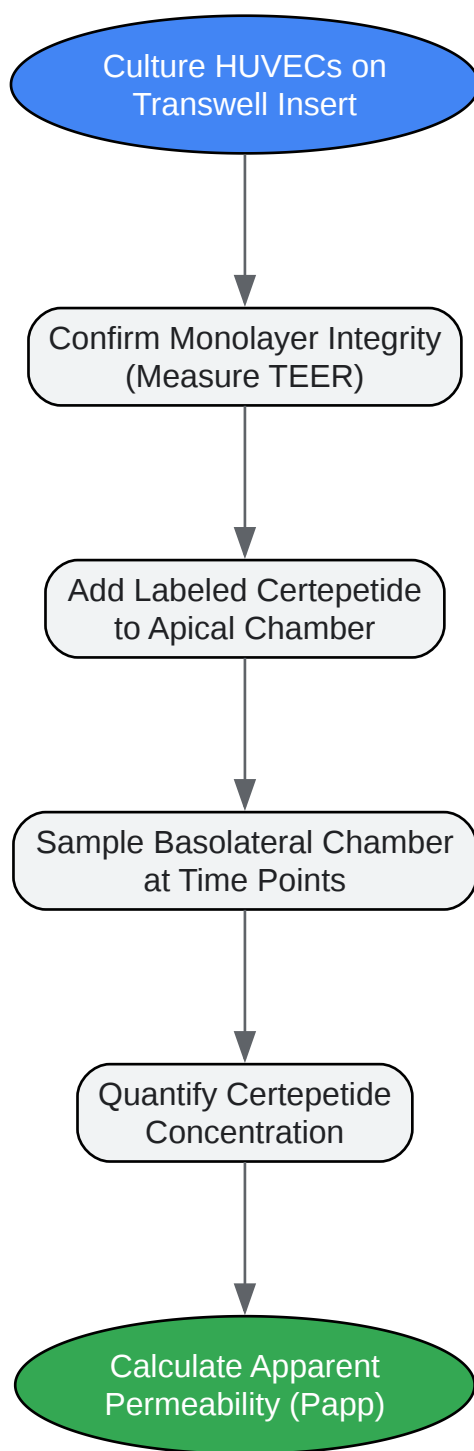 Culture HUVECs on
Transwell Insert
Confirm Monolayer Integrity
(Measure TEER)
Add Labeled Certepetide
to Apical Chamber
Sample Basolateral Chamber
at Time Points
Quantify Certepetide
Concentration
Calculate Apparent
Permeability (Papp)